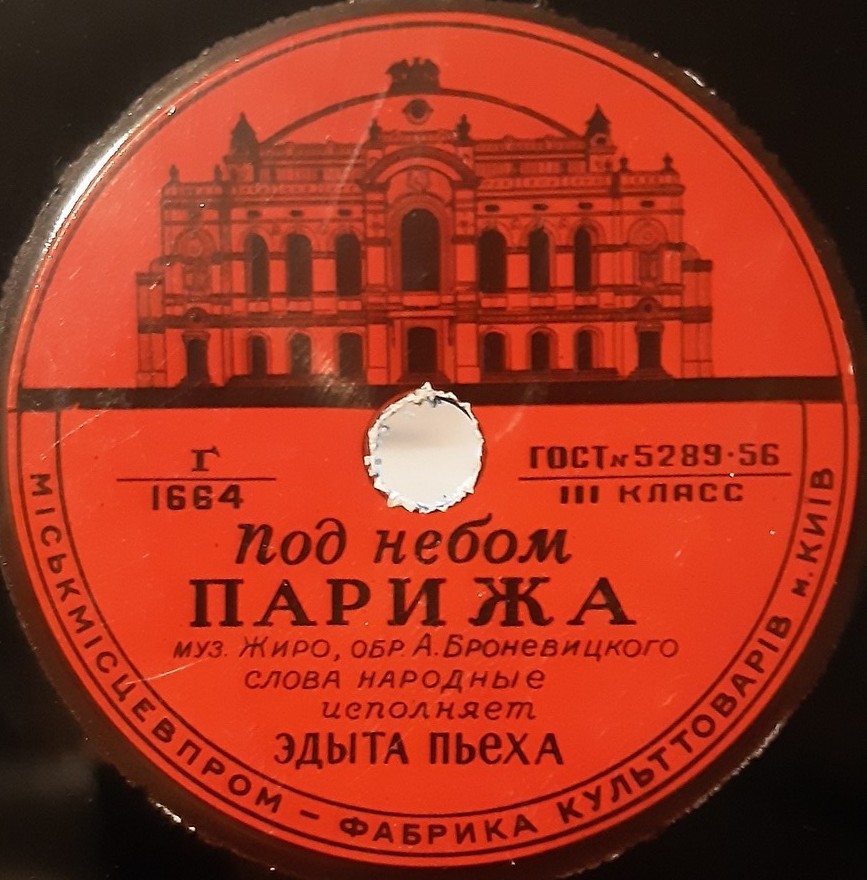 Г
1664
ГОСТ № 5289-56
III КЛАСС
Под небом
ПАРИЖА
муз. Жиро, обр. А. Броневицкого
слова народные
исполняет
ЭДЫТА ПЬЕХА
МІСЬКМІСЦЕВПРОМ – ФАБРИКА КУЛЬТТОВАРІВ м. КИЇВ